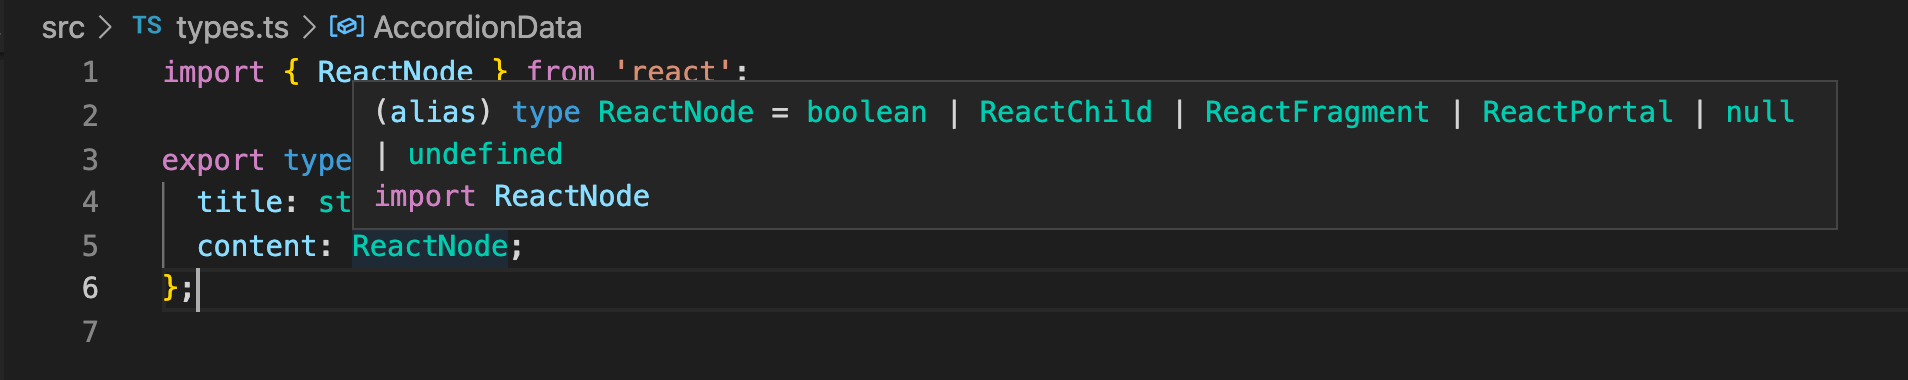 src > TS types.ts > AccordionData
1 import { ReactNode } from 'react';
(alias) type ReactNode = boolean | ReactChild | ReactFragment | ReactPortal | null
2
| undefined
3 export type
import ReactNode
4 title: st
5 content: ReactNode;
6 };
7